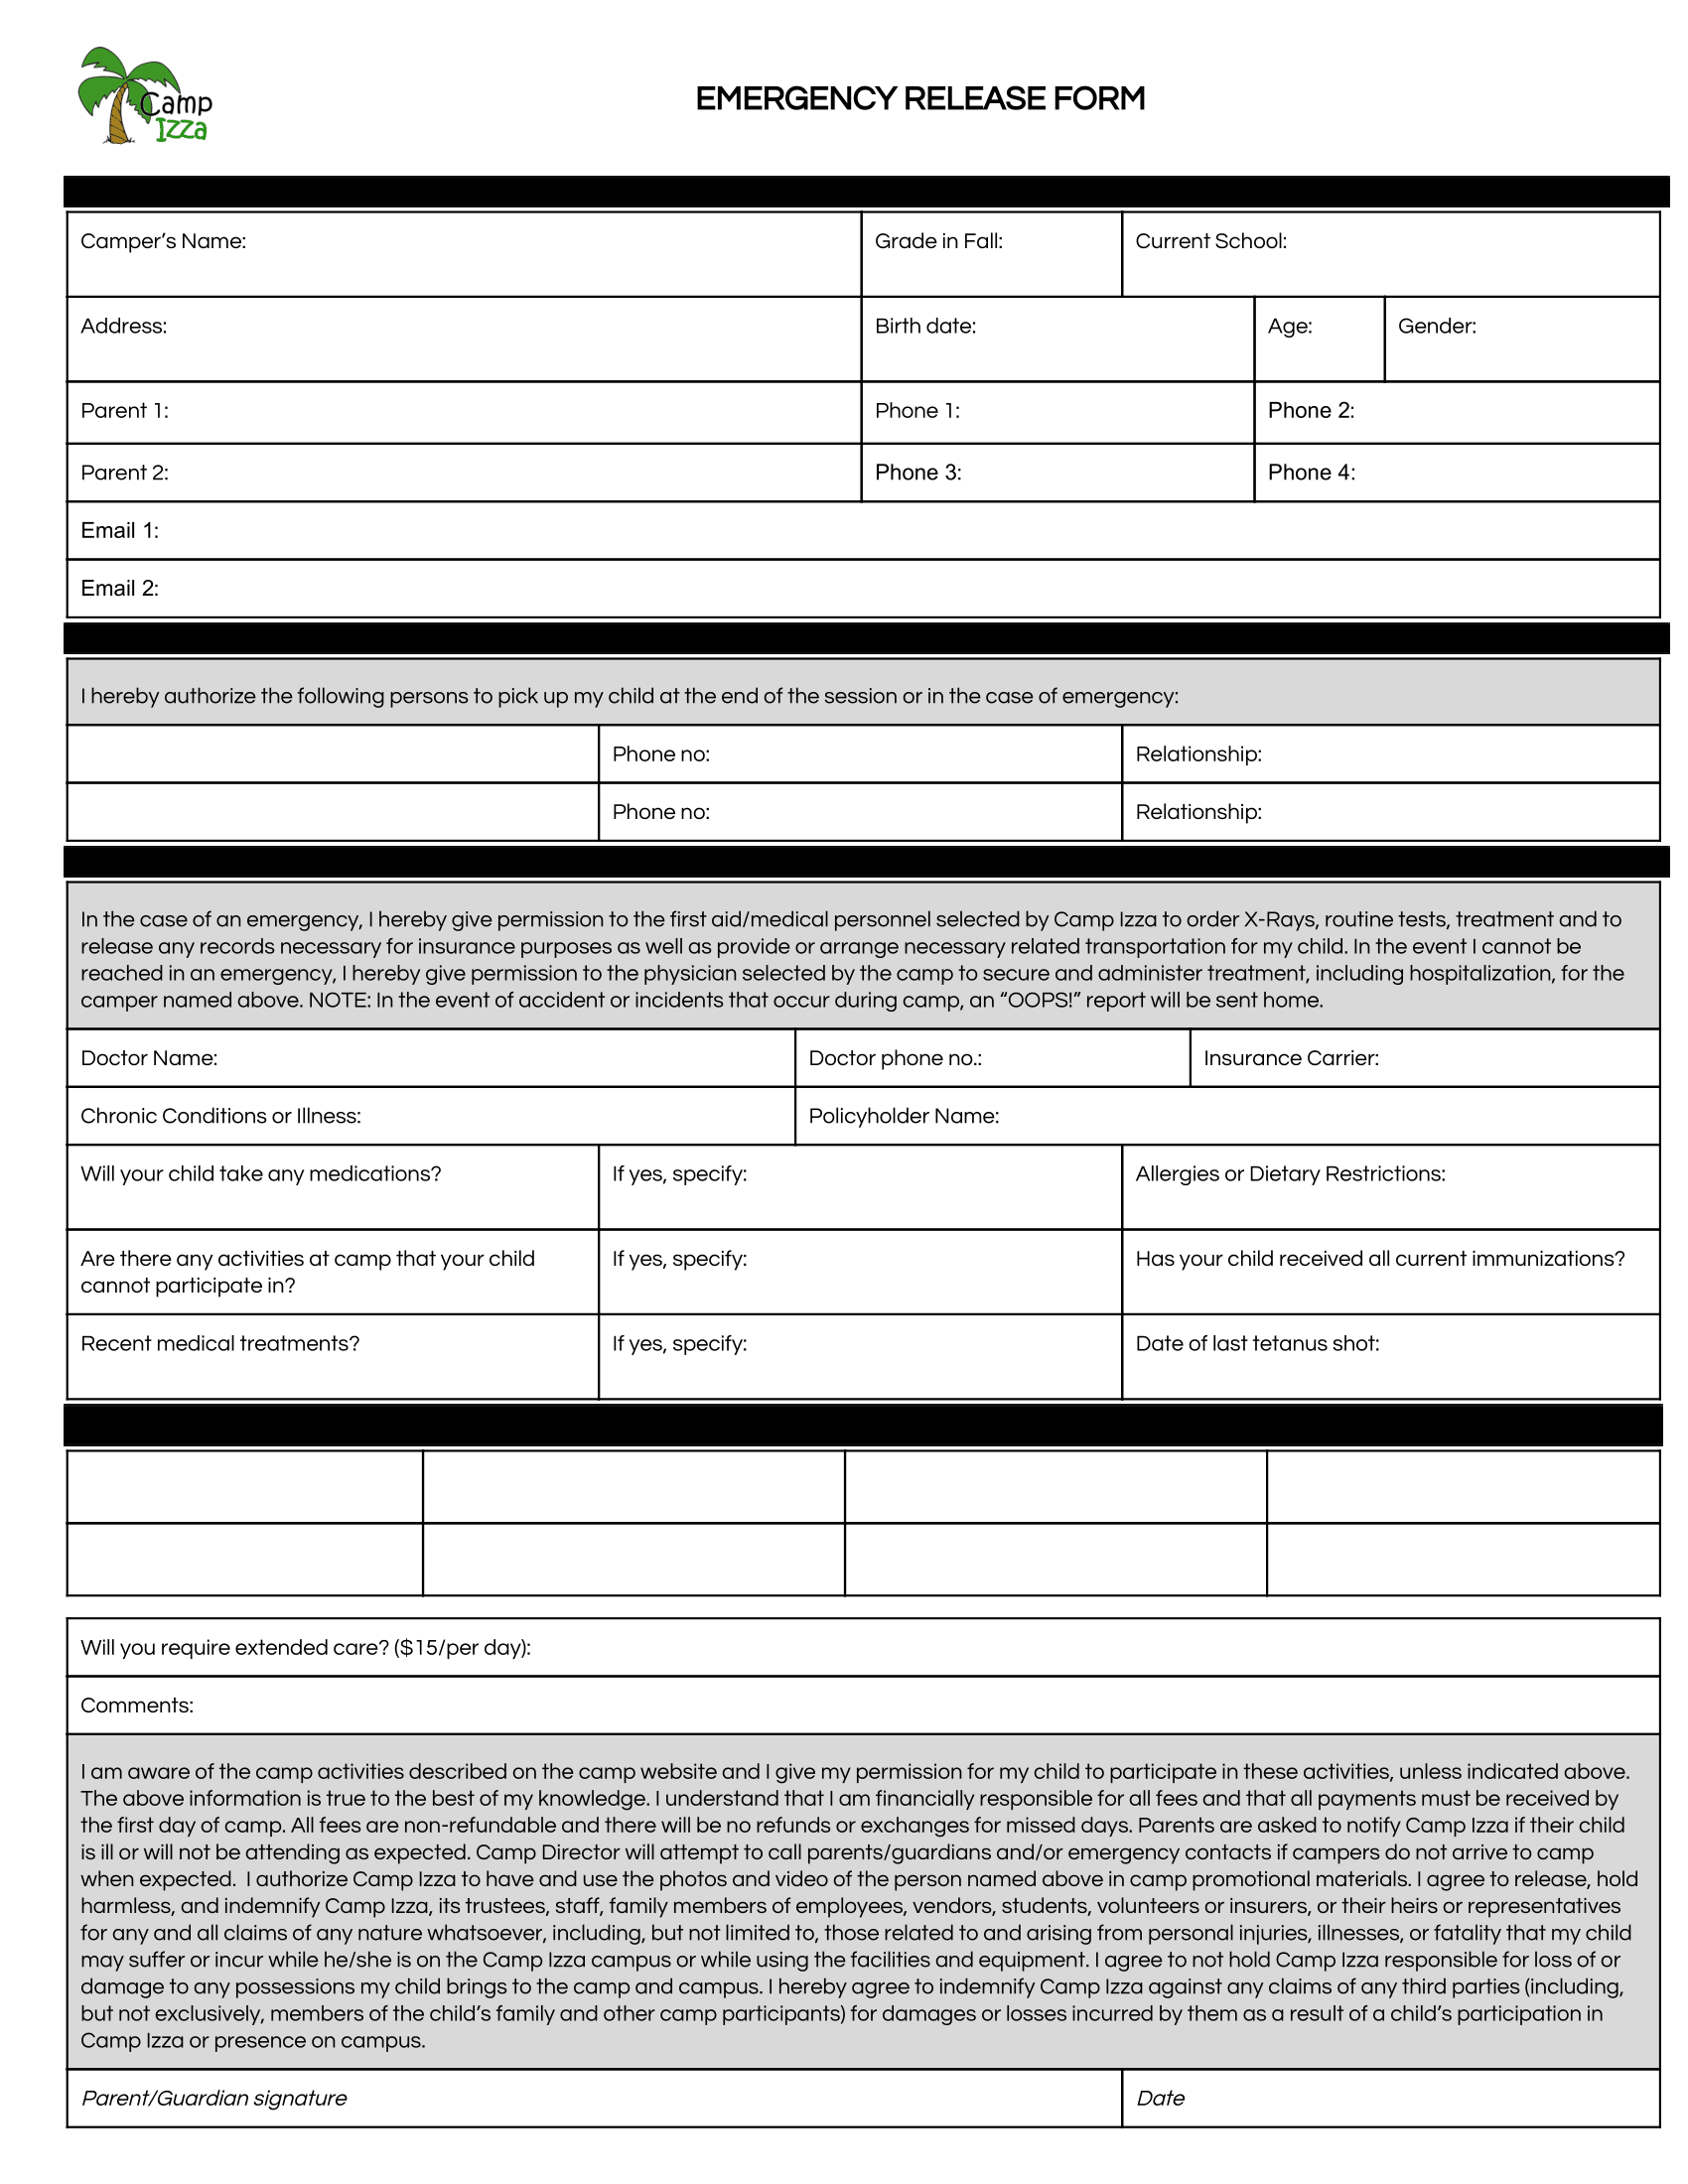 Camp
Izza
EMERGENCY RELEASE FORM
Camper’s Name:
Grade in Fall:
Current School:
Address:
Birth date:
Age:
Gender:
Parent 1:
Phone 1:
Phone 2:
Parent 2:
Phone 3:
Phone 4:
Email 1:
Email 2:
I hereby authorize the following persons to pick up my child at the end of the session or in the case of emergency:
Phone no:
Relationship:
Phone no:
Relationship:
In the case of an emergency, I hereby give permission to the first aid/medical personnel selected by Camp Izza to order X-Rays, routine tests, treatment and to
release any records necessary for insurance purposes as well as provide or arrange necessary related transportation for my child. In the event I cannot be
reached in an emergency, I hereby give permission to the physician selected by the camp to secure and administer treatment, including hospitalization, for the
camper named above. NOTE: In the event of accident or incidents that occur during camp, an “OOPS!” report will be sent home.
Doctor Name:
Doctor phone no.:
Insurance Carrier:
Chronic Conditions or Illness:
Policyholder Name:
Will your child take any medications?
If yes, specify:
Allergies or Dietary Restrictions:
Are there any activities at camp that your child
cannot participate in?
If yes, specify:
Has your child received all current immunizations?
Recent medical treatments?
If yes, specify:
Date of last tetanus shot:
Will you require extended care? ($15/per day):
Comments:
I am aware of the camp activities described on the camp website and I give my permission for my child to participate in these activities, unless indicated above.
The above information is true to the best of my knowledge. I understand that I am financially responsible for all fees and that all payments must be received by
the first day of camp. All fees are non-refundable and there will be no refunds or exchanges for missed days. Parents are asked to notify Camp Izza if their child
is ill or will not be attending as expected. Camp Director will attempt to call parents/guardians and/or emergency contacts if campers do not arrive to camp
when expected.  I authorize Camp Izza to have and use the photos and video of the person named above in camp promotional materials. I agree to release, hold
harmless, and indemnify Camp Izza, its trustees, staff, family members of employees, vendors, students, volunteers or insurers, or their heirs or representatives
for any and all claims of any nature whatsoever, including, but not limited to, those related to and arising from personal injuries, illnesses, or fatality that my child
may suffer or incur while he/she is on the Camp Izza campus or while using the facilities and equipment. I agree to not hold Camp Izza responsible for loss of or
damage to any possessions my child brings to the camp and campus. I hereby agree to indemnify Camp Izza against any claims of any third parties (including,
but not exclusively, members of the child’s family and other camp participants) for damages or losses incurred by them as a result of a child’s participation in
Camp Izza or presence on campus.
Parent/Guardian signature
Date